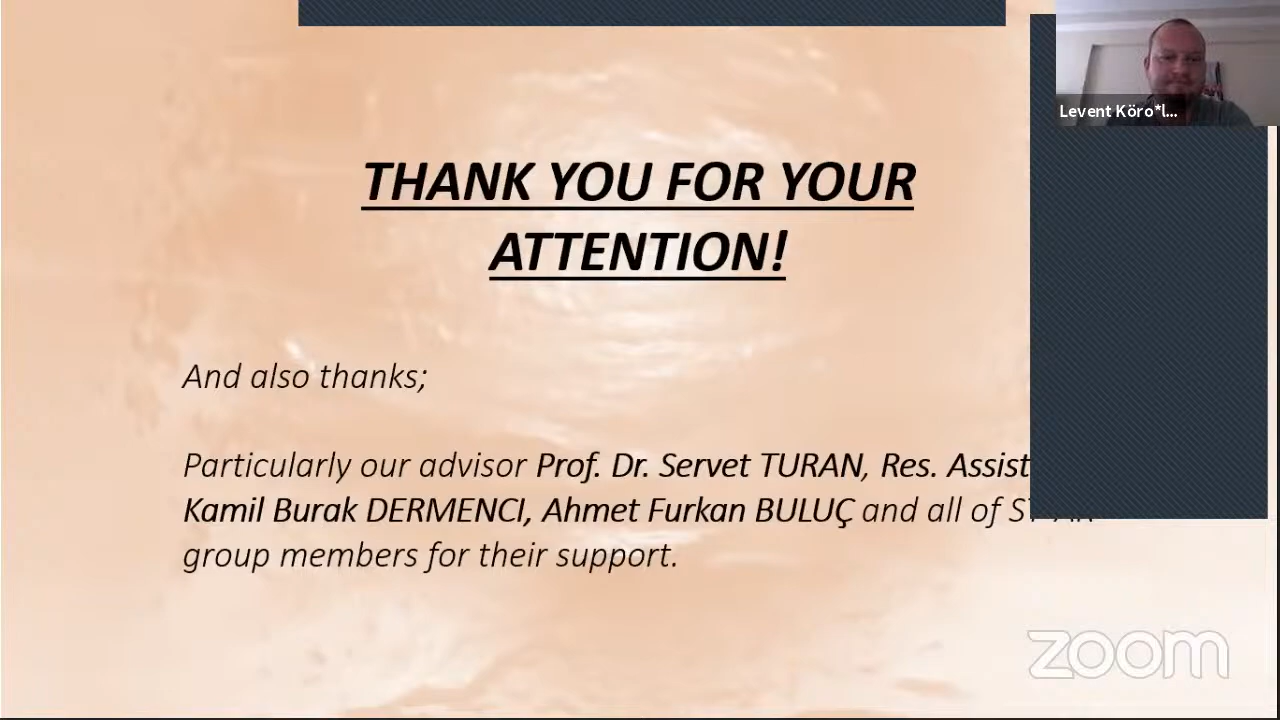 Levent Köro*l...
THANK YOU FOR YOUR
ATTENTION!
And also thanks;
Particularly our advisor Prof. Dr. Servet TURAN, Res. Assist
Kamil Burak DERMENCI, Ahmet Furkan BULUÇ and all of
group members for their support.
zoom